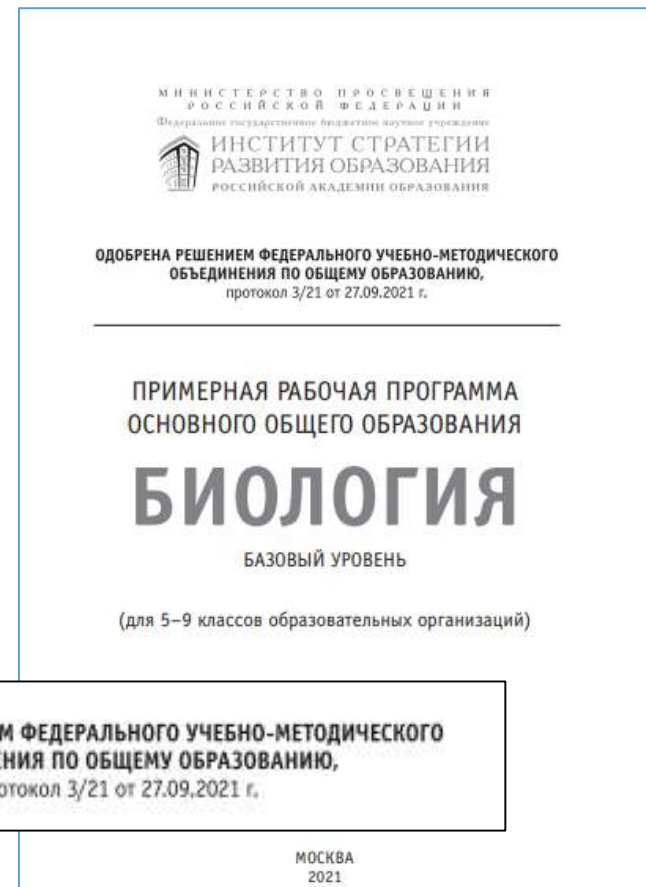 МИНИСТЕРСТВО ПРОСВЕЩЕНИЯ
РОССИЙСКОЙ ФЕДЕРАЦИИ
Федеральное государственное бюджетное научное учреждение
ИНСТИТУТ СТРАТЕГИИ
РАЗВИТИЯ ОБРАЗОВАНИЯ
РОССИЙСКОЙ АКАДЕМИИ ОБРАЗОВАНИЯ
ОДОБРЕНА РЕШЕНИЕМ ФЕДЕРАЛЬНОГО УЧЕБНО-МЕТОДИЧЕСКОГО
ОБЪЕДИНЕНИЯ ПО ОБЩЕМУ ОБРАЗОВАНИЮ,
протокол 3/21 от 27.09.2021 г.
ПРИМЕРНАЯ РАБОЧАЯ ПРОГРАММА
ОСНОВНОГО ОБЩЕГО ОБРАЗОВАНИЯ
БИОЛОГИЯ
БАЗОВЫЙ УРОВЕНЬ
(для 5–9 классов образовательных организаций)
М ФЕДЕРАЛЬНОГО УЧЕБНО-МЕТОДИЧЕСКОГО
ЕНИЯ ПО ОБЩЕМУ ОБРАЗОВАНИЮ,
отокол 3/21 от 27.09.2021 г.
МОСКВА
2021